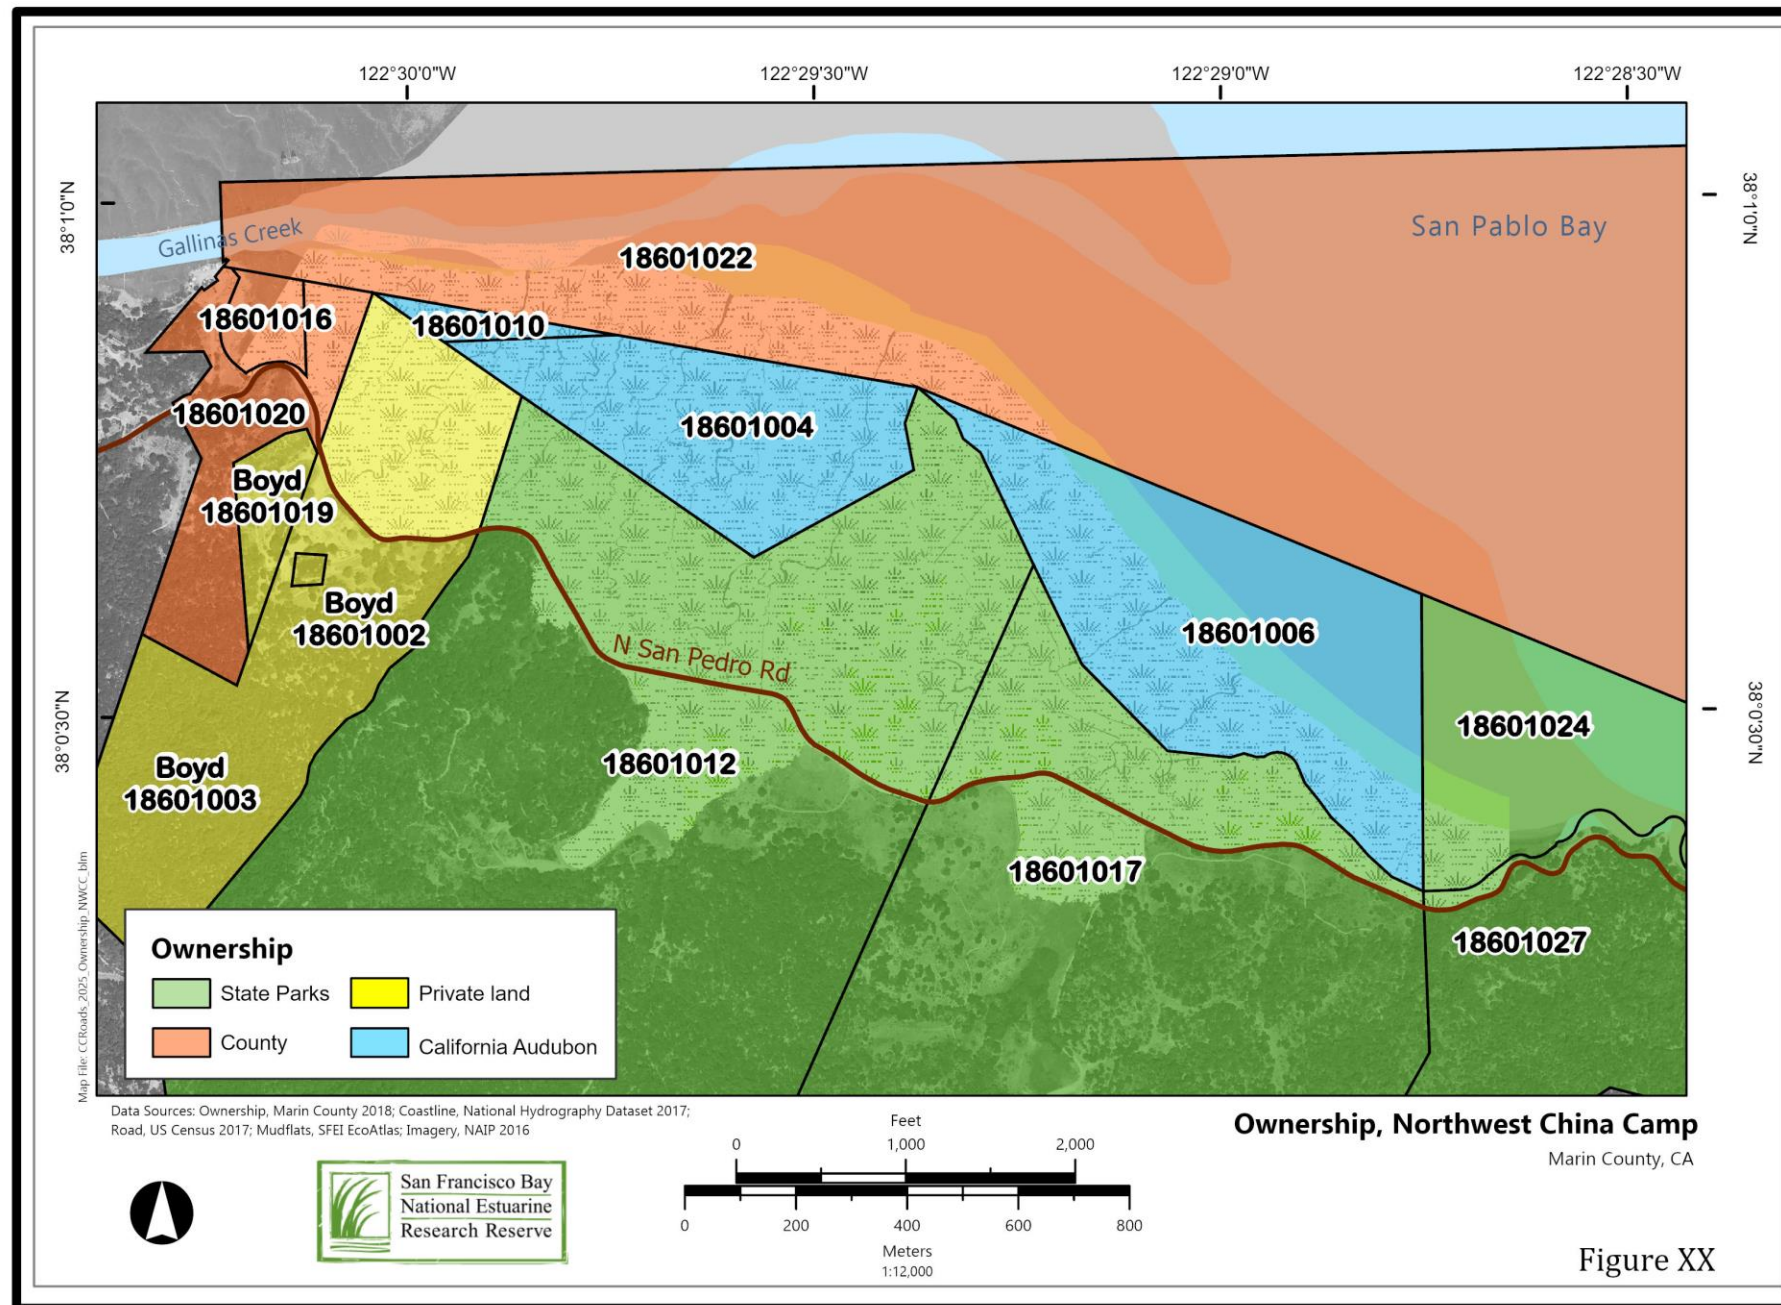 122°30'0"W
122°29'30"W
122°29'0"W
122°28'30"W
38°1'0"N
38°1'0"N
Gallinas Creek
San Pablo Bay
18601022
18601016
18601010
18601020
18601004
Boyd
18601019
Boyd
18601002
18601006
N San Pedro Rd
38°0'30"N
38°0'30"N
18601024
18601012
Boyd
18601003
18601017
18601027
Ownership
State Parks
Private land
County
California Audubon
Map File: CCRoads_2025_Ownership_NWCC_blm
Data Sources: Ownership, Marin County 2018; Coastline, National Hydrography Dataset 2017;
Road, US Census 2017; Mudflats, SFEI EcoAtlas; Imagery, NAIP 2016
Ownership, Northwest China Camp
Marin County, CA
San Francisco Bay
National Estuarine
Research Reserve
Feet
0 1,000 2,000
0 200 400 600 800
Meters
1:12,000
Figure XX